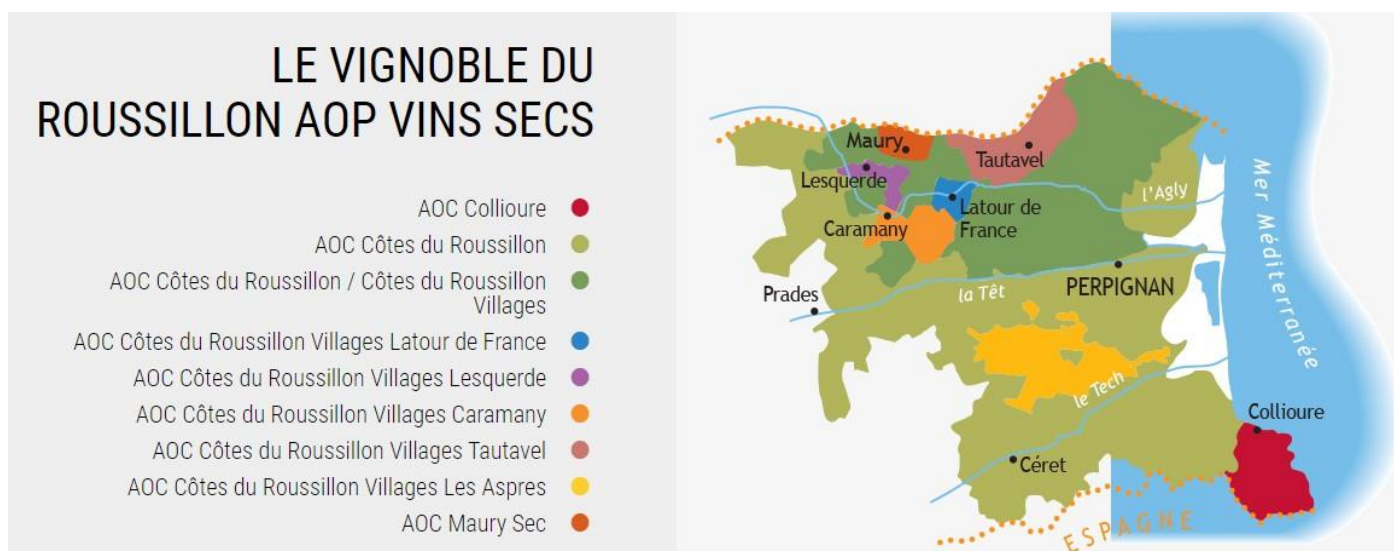 LE VIGNOBLE DU
ROUSSILLON AOP VINS SECS
AOC Collioure
AOC Côtes du Roussillon
AOC Côtes du Roussillon / Côtes du Roussillon
Villages
AOC Côtes du Roussillon Villages Latour de France
AOC Côtes du Roussillon Villages Lesquerde
AOC Côtes du Roussillon Villages Caramany
AOC Côtes du Roussillon Villages Tautavel
AOC Côtes du Roussillon Villages Les Aspres
AOC Maury Sec
Maury
Tautavel
Lesquerde
l'Agly
Latour de
France
Caramany
Mer Méditerranée
Prades
la Têt
PERPIGNAN
le Tech
Collioure
Céret
ESPAGNE